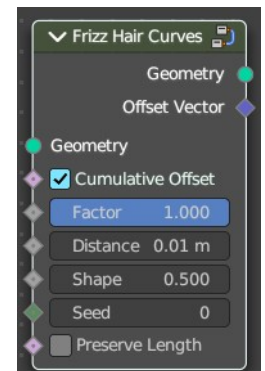 Frizz Hair Curves
Geometry
Offset Vector
Geometry
Cumulative Offset
Factor 1.000
Distance 0.01 m
Shape 0.500
Seed 0
Preserve Length